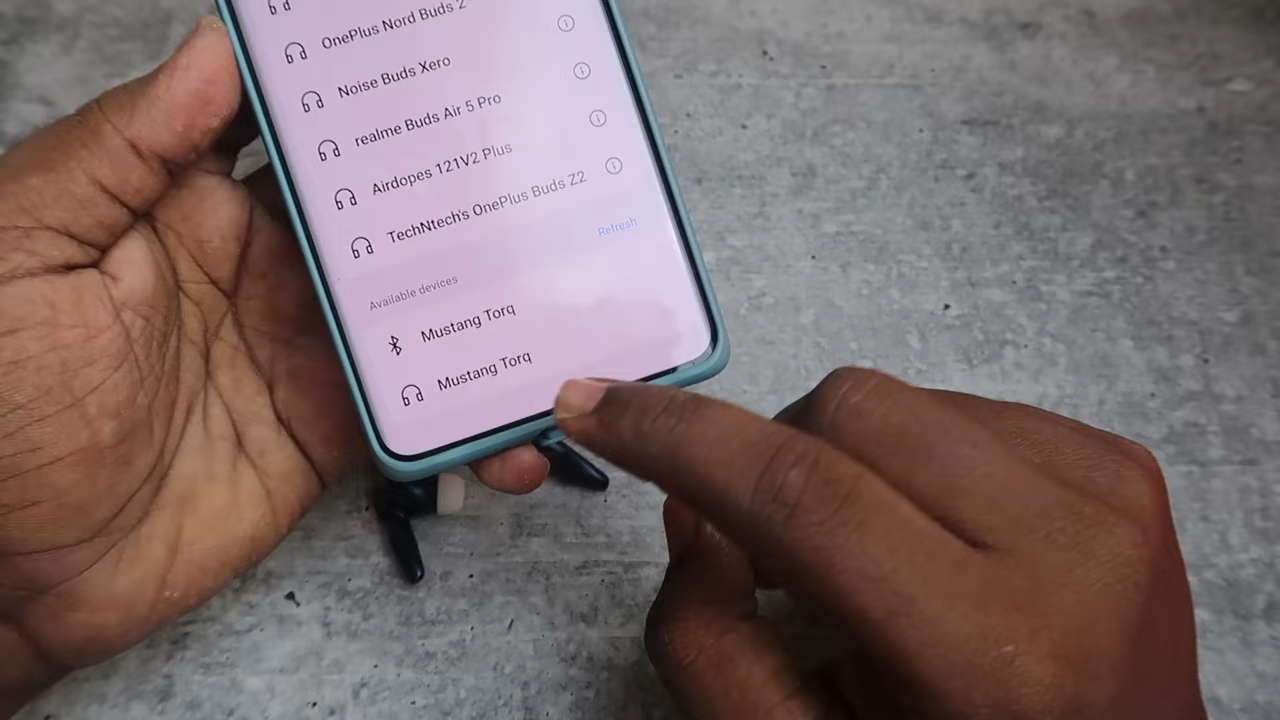 OnePlus Nord Buds 2
Noise Buds Xero
realme Buds Air 5 Pro
Airdopes 121V2 Plus
TechNtech's OnePlus Buds Z2
Refresh
Available devices
Mustang Torq
Mustang Torq